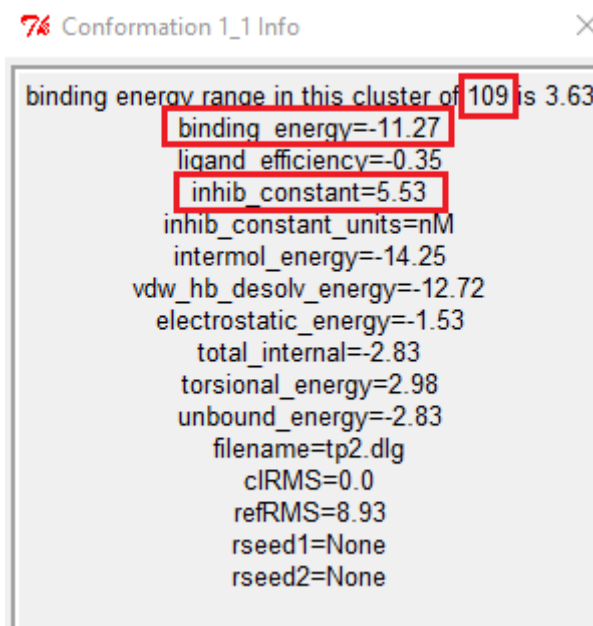 Conformation 1_1 Info
binding energy range in this cluster of 109 is 3.63
binding_energy=-11.27
ligand_efficiency=-0.35
inhib_constant=5.53
inhib_constant_units=nM
intermol_energy=-14.25
vdw_hb_desolv_energy=-12.72
electrostatic_energy=-1.53
total_internal=-2.83
torsional_energy=2.98
unbound_energy=-2.83
filename=tp2.dlg
clRMS=0.0
refRMS=8.93
rseed1=None
rseed2=None